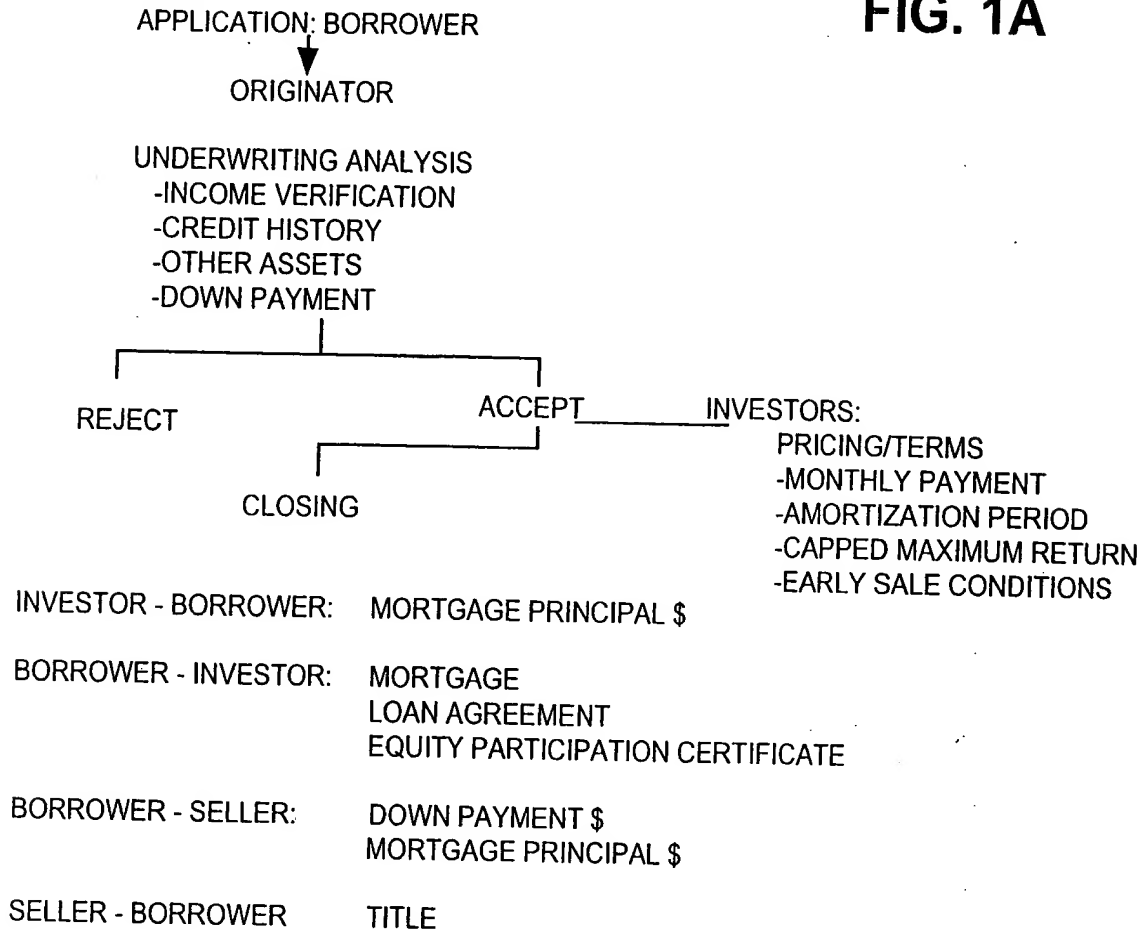 FIG. 1A
APPLICATION: BORROWER
ORIGINATOR
UNDERWRITING ANALYSIS
-INCOME VERIFICATION
-CREDIT HISTORY
-OTHER ASSETS
-DOWN PAYMENT
REJECT
ACCEPT
INVESTORS:
PRICING/TERMS
-MONTHLY PAYMENT
-AMORTIZATION PERIOD
-CAPPED MAXIMUM RETURN
-EARLY SALE CONDITIONS
CLOSING
INVESTOR - BORROWER: MORTGAGE PRINCIPAL $
BORROWER - INVESTOR: MORTGAGE
LOAN AGREEMENT
EQUITY PARTICIPATION CERTIFICATE
BORROWER - SELLER: DOWN PAYMENT $
MORTGAGE PRINCIPAL $
SELLER - BORROWER TITLE